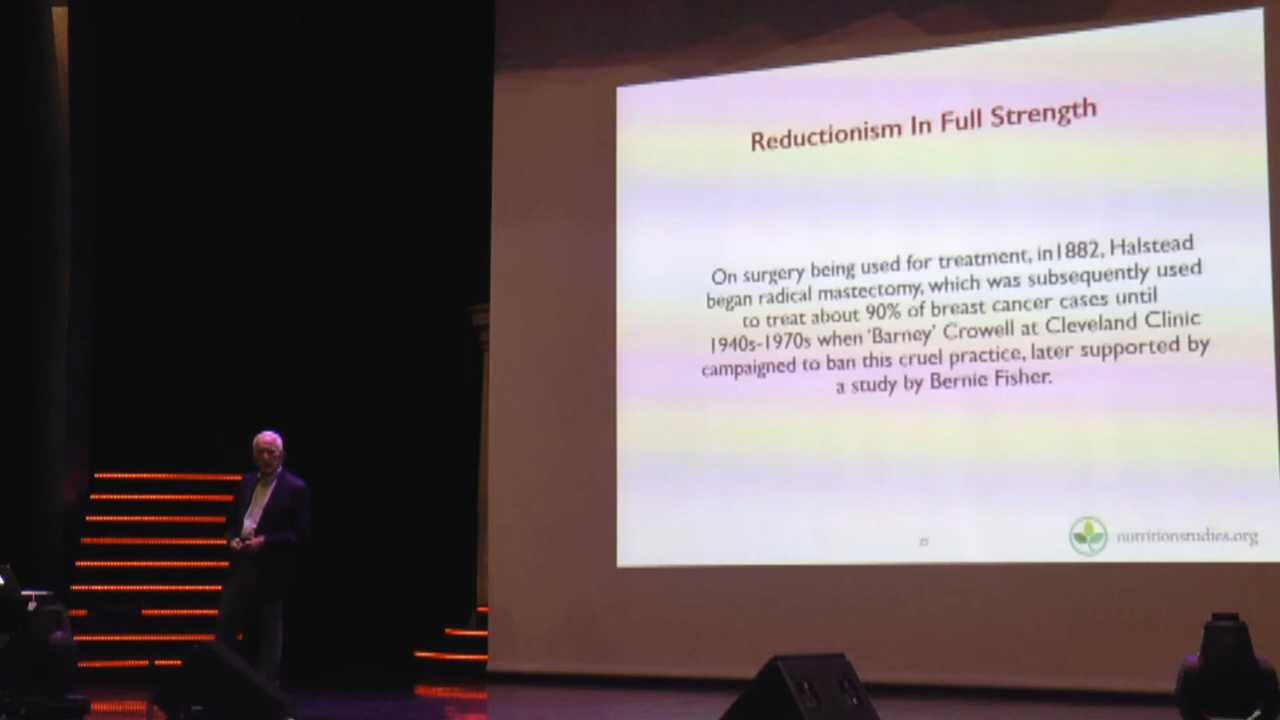 Reductionism In Full Strength
On surgery being used for treatment, in1882, Halstead
began radical mastectomy, which was subsequently used
to treat about 90% of breast cancer cases until
1940s-1970s when 'Barney' Crowell at Cleveland Clinic
campaigned to ban this cruel practice, later supported by
a study by Bernie Fisher.
nutritionstudies.org